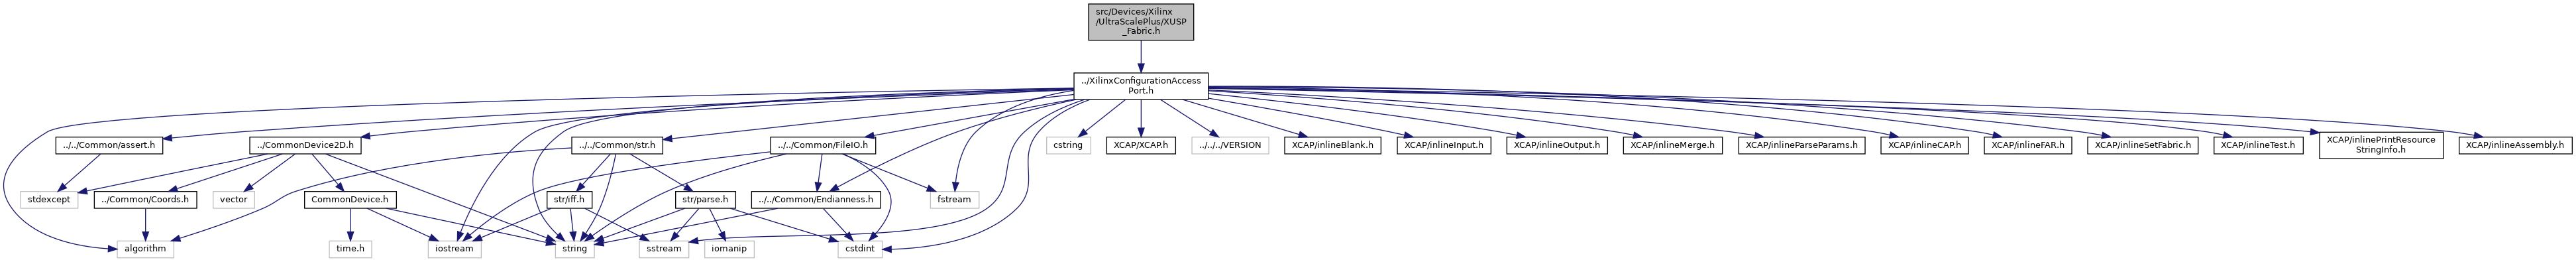 src/Devices/Xilinx
/UltraScalePlus/XUSP
_Fabric.h
../XilinxConfigurationAccess
Port.h
../../Common/assert.h
../CommonDevice2D.h
../../Common/str.h
../../Common/FileIO.h
cstring
XCAP/XCAP.h
../../../VERSION
XCAP/inlineBlank.h
XCAP/inlineInput.h
XCAP/inlineOutput.h
XCAP/inlineMerge.h
XCAP/inlineParseParams.h
XCAP/inlineCAP.h
XCAP/inlineFAR.h
XCAP/inlineSetFabric.h
XCAP/inlineTest.h
XCAP/inlinePrintResource
StringInfo.h
XCAP/inlineAssembly.h
stdexcept
../Common/Coords.h
vector
CommonDevice.h
str/iff.h
str/parse.h
../../Common/Endianness.h
fstream
algorithm
time.h
iostream
string
sstream
iomanip
cstdint